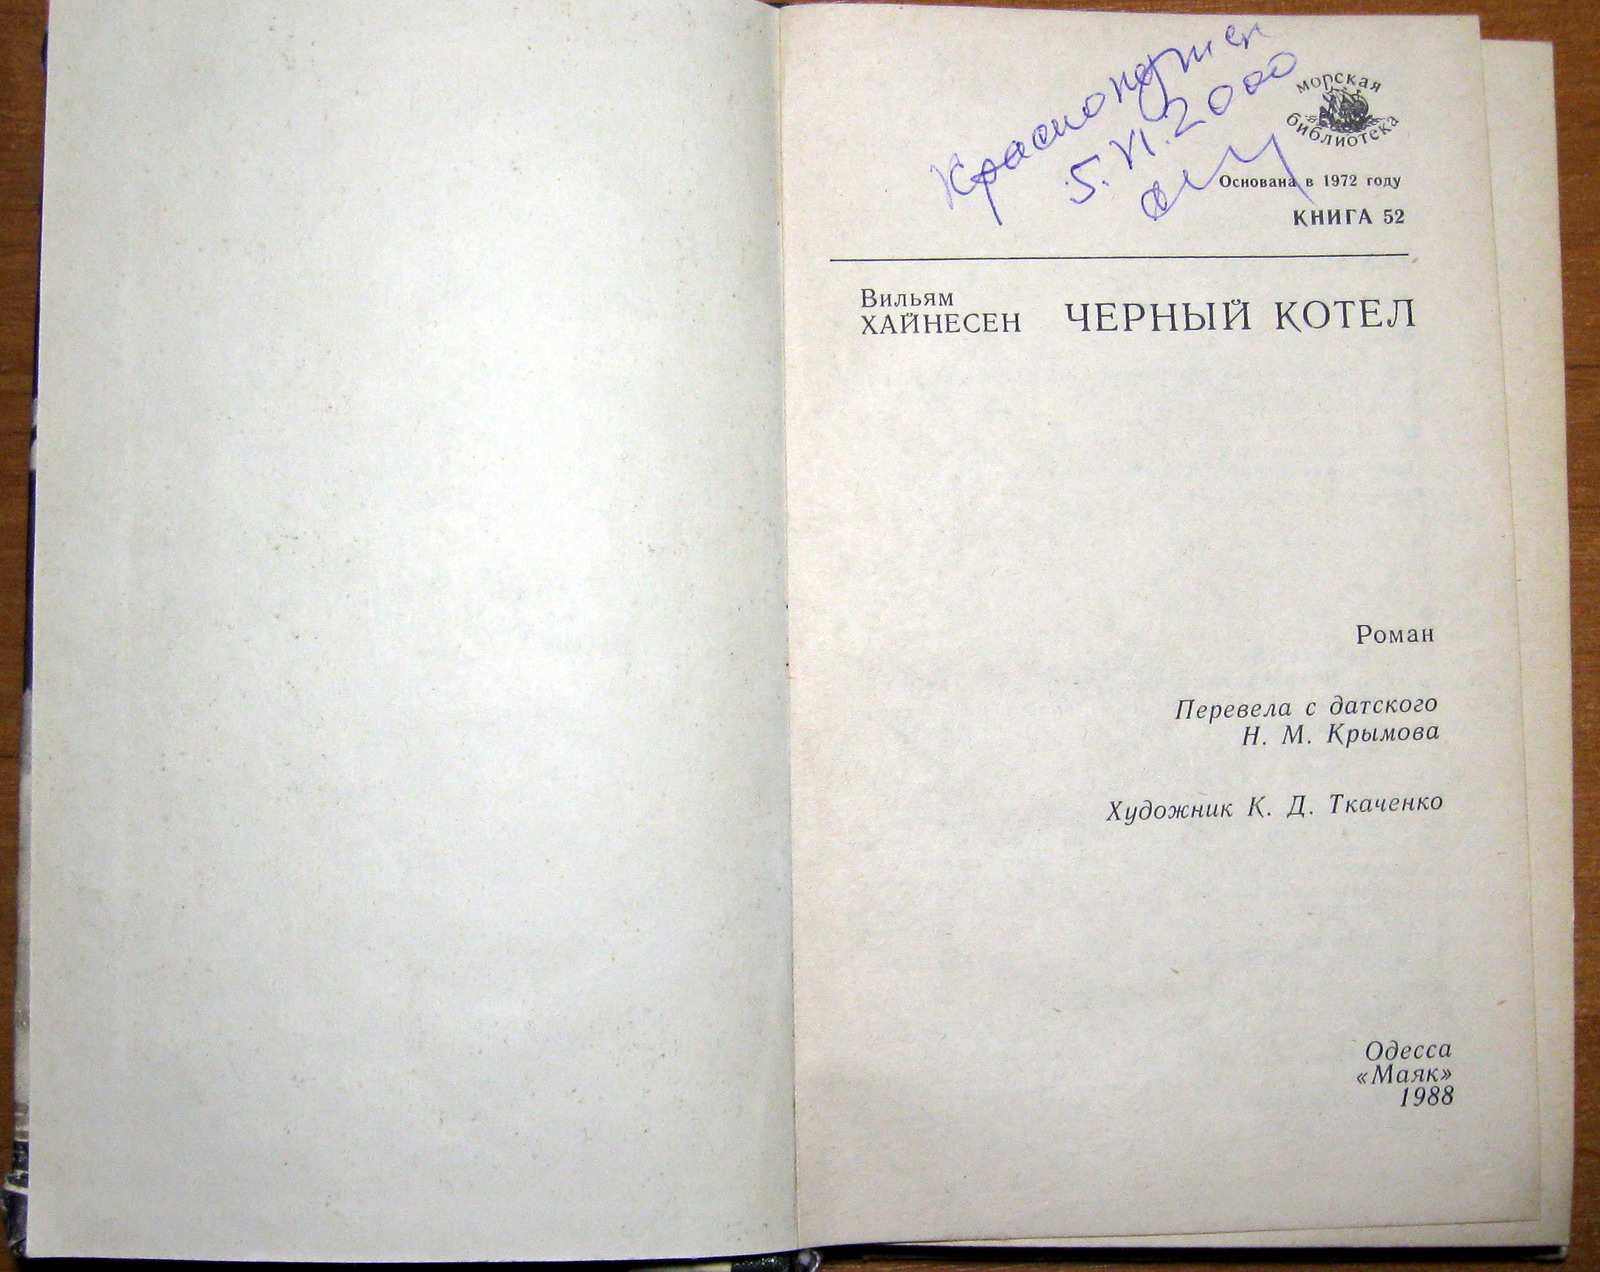 5.VI.2000
морская
библиотека
Основана в 1972 году
КНИГА 52
Вильям
ХАЙНЕСЕН
ЧЕРНЫЙ КОТЕЛ
Роман
Перевела с датского
Н. М. Крымова
Художник К. Д. Ткаченко
Одесса
«Маяк»
1988